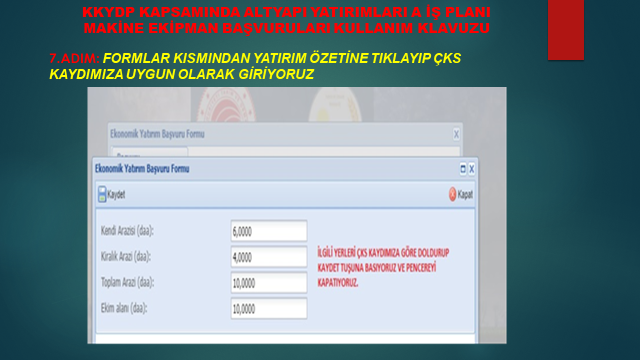 KKYDP KAPSAMINDA ALTYAPI YATIRIMLARI A İŞ PLANI
MAKİNE EKİPMAN BAŞVURULARI KULLANIM KLAVUZU
7.ADIM: FORMLAR KISMINDAN YATIRIM ÖZETİNE TIKLAYIP ÇKS
KAYDIMIZA UYGUN OLARAK GİRİYORUZ
Ekonomik Yatırım Başvuru Formu
Ekonomik Yatırım Başvuru Formu
Kaydet
Kapat
Kendi Arazisi (daa): 6,0000
Kiralık Arazi (daa): 4,0000
Toplam Arazi (daa): 10,0000
Ekim alanı (daa): 10,0000
İLGİLİ YERLERİ ÇKS KAYDIMIZA GÖRE DOLDURUP
KAYDET TUŞUNA BASIYORUZ VE PENCEREYİ
KAPATIYORUZ.